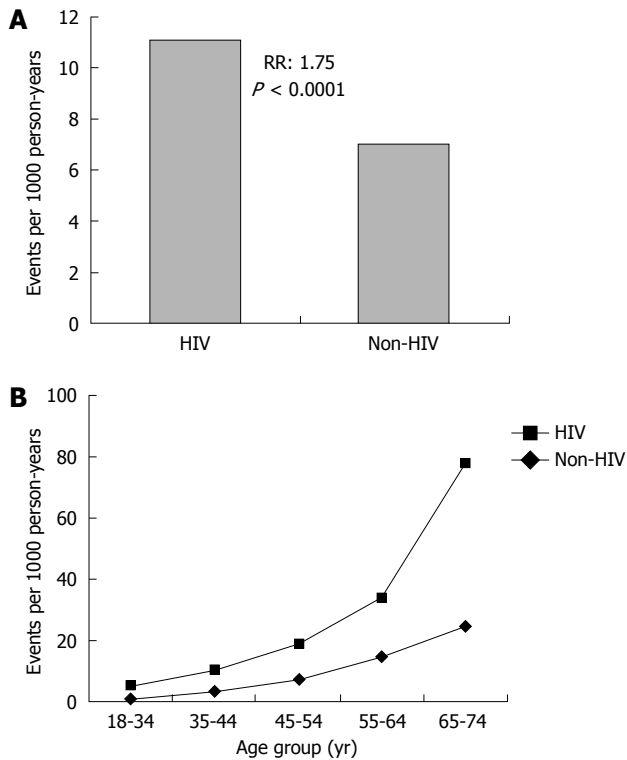 A
Events per 1000 person-years
12
10
8
6
4
2
0
RR: 1.75
P < 0.0001
HIV
Non-HIV
B
Events per 1000 person-years
100
80
60
40
20
0
18-34
35-44
45-54
55-64
65-74
Age group (yr)
HIV
Non-HIV